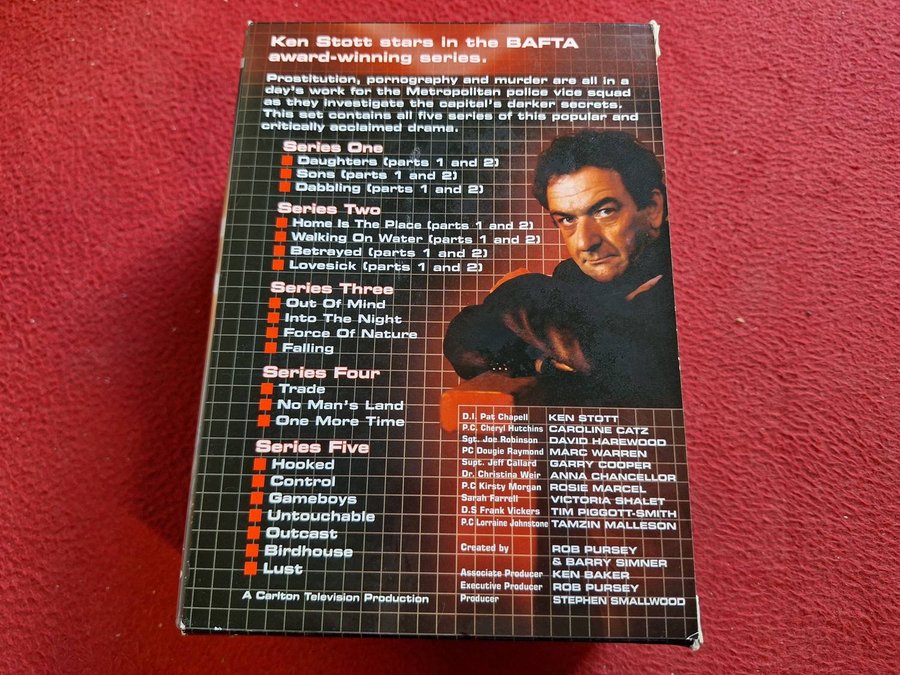 Ken Stott stars in the BAFTA
award-winning series.
Prostitution, pornography and murder are all in a
day's work for the Metropolitan police vice squad
as they investigate the capital's darker secrets.
This set contains all five series of this popular and
critically acclaimed drama.
Series One
Daughters (parts 1 and 2)
Sons (parts 1 and 2)
Dabbling (parts 1 and 2)
Series Two
Home Is The Place (parts 1 and 2)
Walking On Water (parts 1 and 2)
Betrayed (parts 1 and 2)
Lovesick (parts 1 and 2)
Series Three
Out Of Mind
Into The Night
Force Of Nature
Falling
Series Four
Trade
No Man's Land
One More Time
Series Five
Hooked
Control
Gameboys
Untouchable
Outcast
Birdhouse
Lust
A Carlton Television Production
D.I. Pat Chapell KEN STOTT
P.C. Cheryl Hutchins CAROLINE CATZ
Sgt. Joe Robinson DAVID HAREWOOD
PC Dougie Raymond MARC WARREN
Supt. Jeff Callard GARRY COOPER
Dr. Christina Weir ANNA CHANCELLOR
P.C Kirsty Morgan ROSIE MARCEL
Sarah Farrell VICTORIA SHALET
D.S Frank Vickers TIM PIGGOTT-SMITH
P.C Lorraine Johnstone TAMZIN MALLESON
Created by ROB PURSEY
& BARRY SIMNER
Associate Producer KEN BAKER
Executive Producer ROB PURSEY
Producer STEPHEN SMALLWOOD